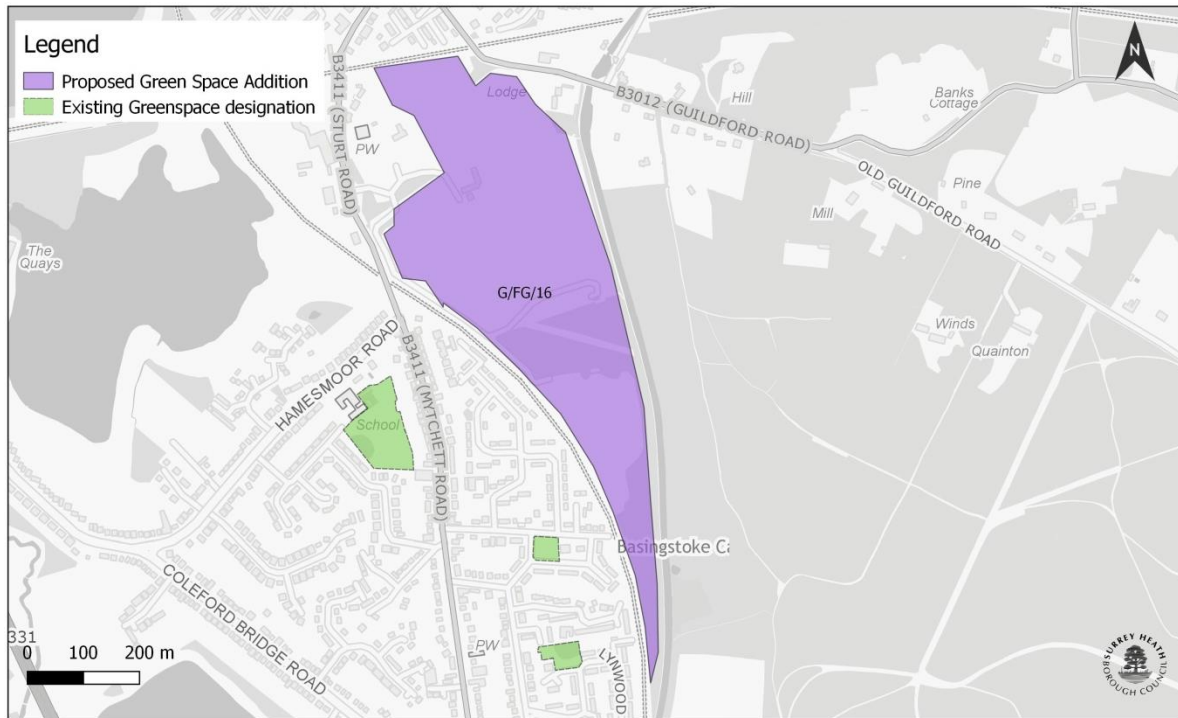 Legend
Proposed Green Space Addition
Existing Greenspace designation
N
B3411 (STURT ROAD)
PW
Lodge
B3012 (GUILDFORD ROAD)
Hill
Banks
Cottage
OLD GUILDFORD ROAD
Pine
Mill
The
Quays
G/FG/16
Winds
Quainton
HAMESMOOR ROAD
B3411 (MYTCHETT ROAD)
School
Basingstoke Ca
COLEFORD BRIDGE ROAD
PW
LYNWOOD
331
0 100 200 m
SURREY HEATH
BOROUGH COUNCIL